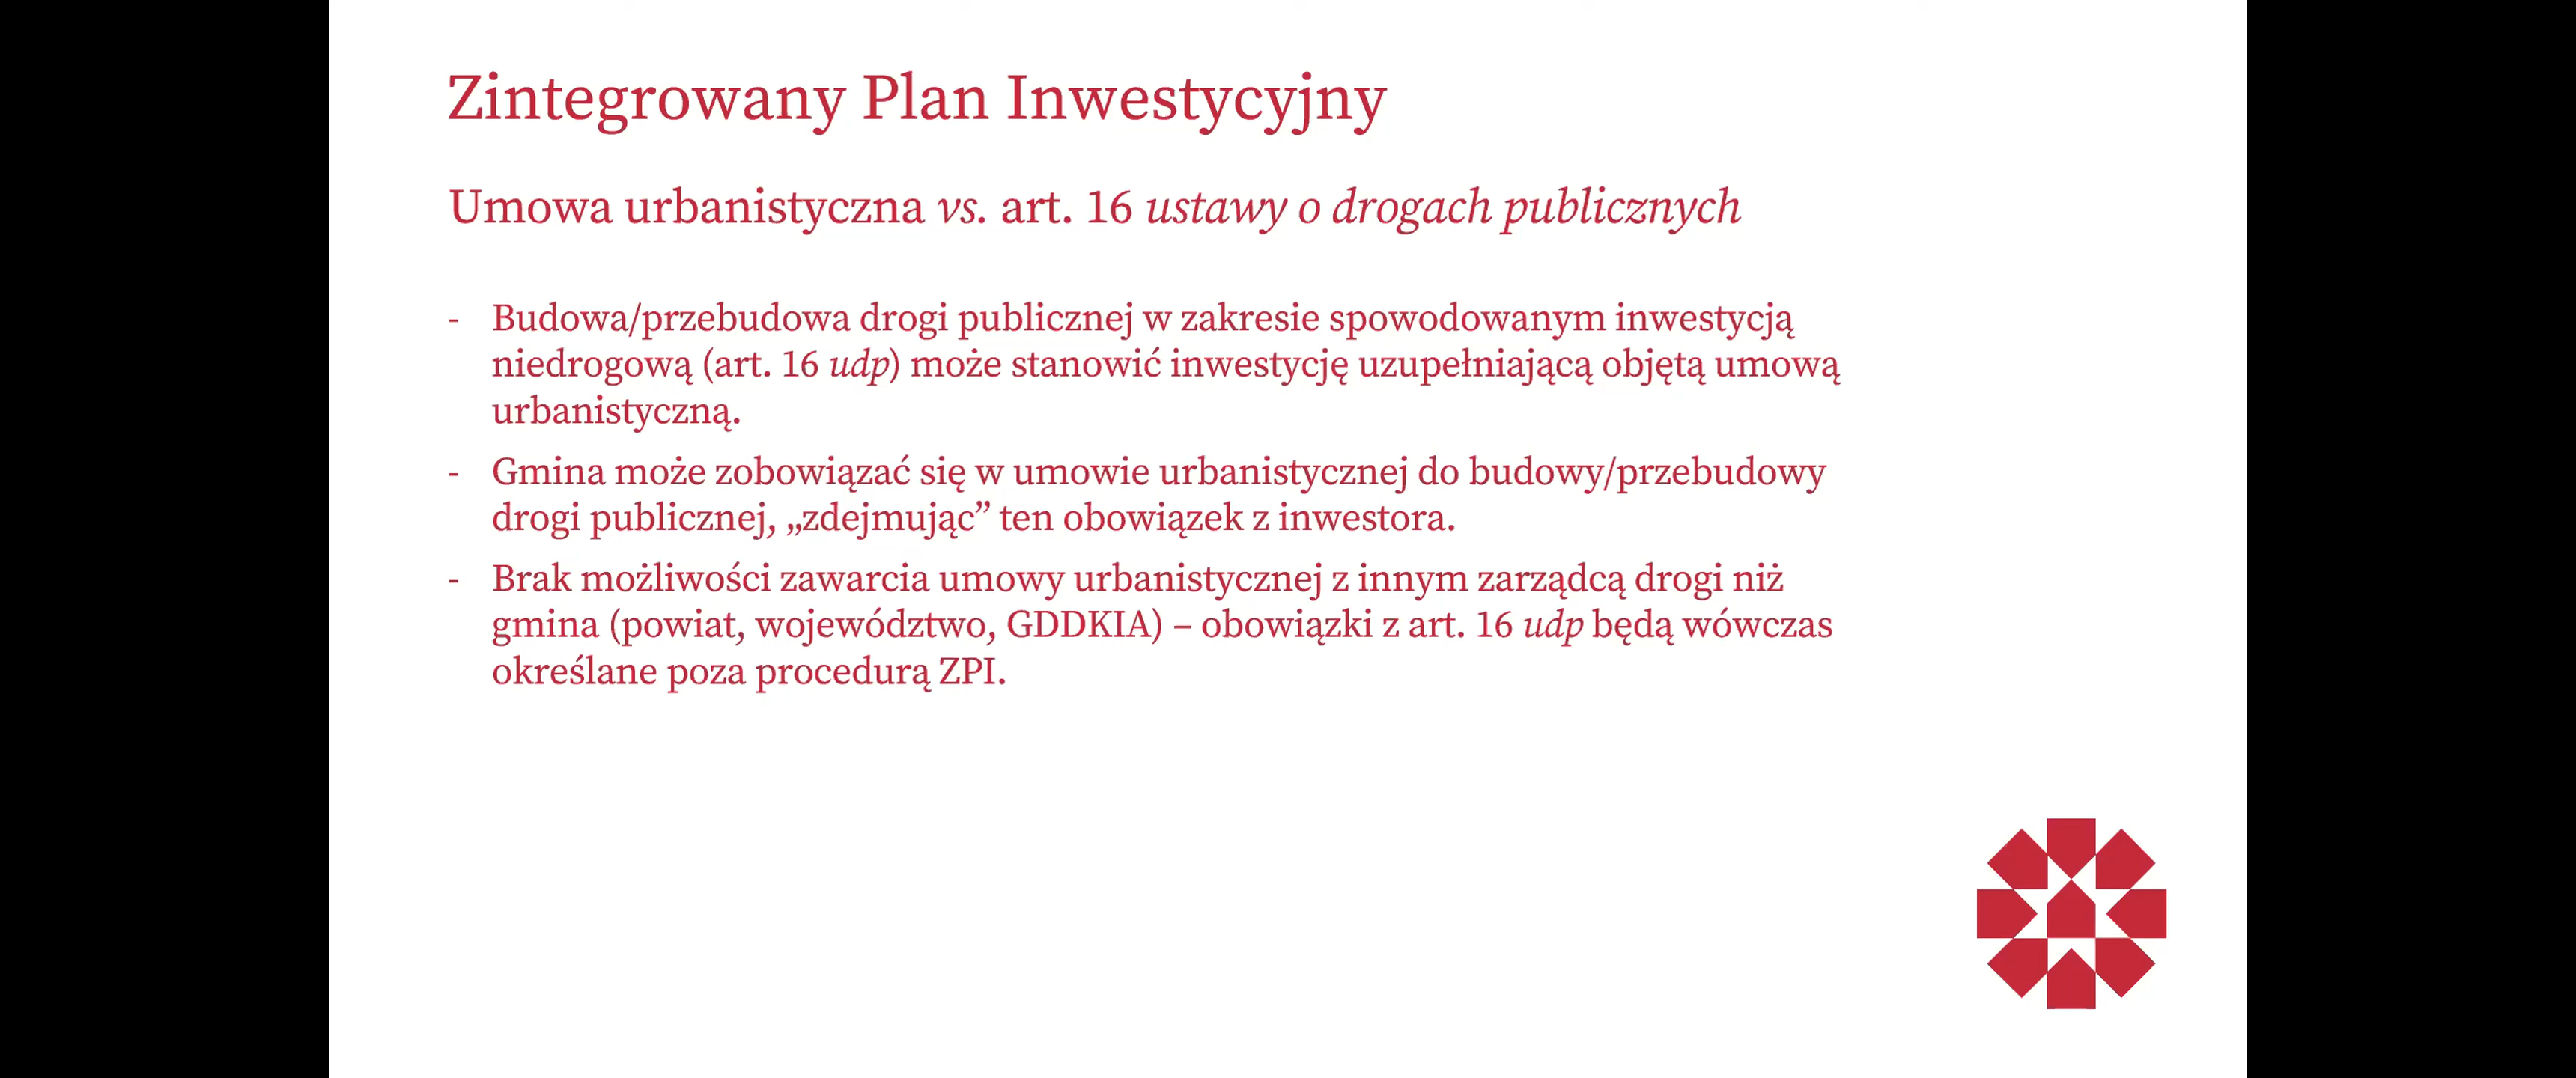 Zintegrowany Plan Inwestycyjny
Umowa urbanistyczna vs. art. 16 ustawy o drogach publicznych
- Budowa/przebudowa drogi publicznej w zakresie spowodowanym inwestycją
niedrogową (art. 16 udp) może stanowić inwestycję uzupełniającą objętą umową
urbanistyczną.
- Gmina może zobowiązać się w umowie urbanistycznej do budowy/przebudowy
drogi publicznej, „zdejmując” ten obowiązek z inwestora.
- Brak możliwości zawarcia umowy urbanistycznej z innym zarządcą drogi niż
gmina (powiat, województwo, GDDKIA) – obowiązki z art. 16 udp będą wówczas
określane poza procedurą ZPI.